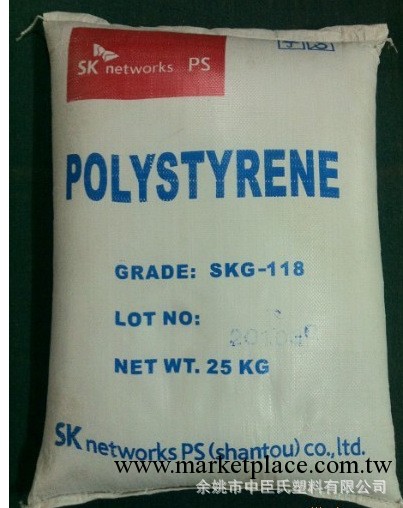 SK networks PS
POLYSTYRENE
GRADE: SKG-118
LOT NO:
NET WT. 25 KG
SK networks PS (shantou) co.,ltd.
www.marketplace.com.tw
余姚市中臣氏塑料有限公司